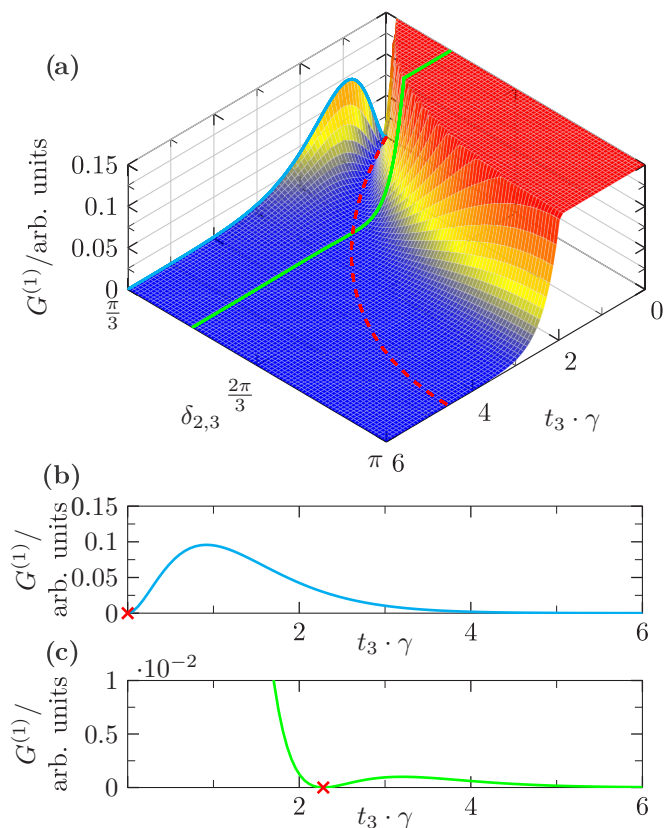 (a)
G^{(1)}/arb. units
0.15
0.1
0.05
0
π/3
2π/3
π
δ_{2,3}
0
2
4
6
t_3 · γ
(b)
G^{(1)}/
arb. units
0.15
0.1
0.05
0
2
4
6
t_3 · γ
(c)
·10^{-2}
G^{(1)}/
arb. units
1
0.5
0
2
4
6
t_3 · γ